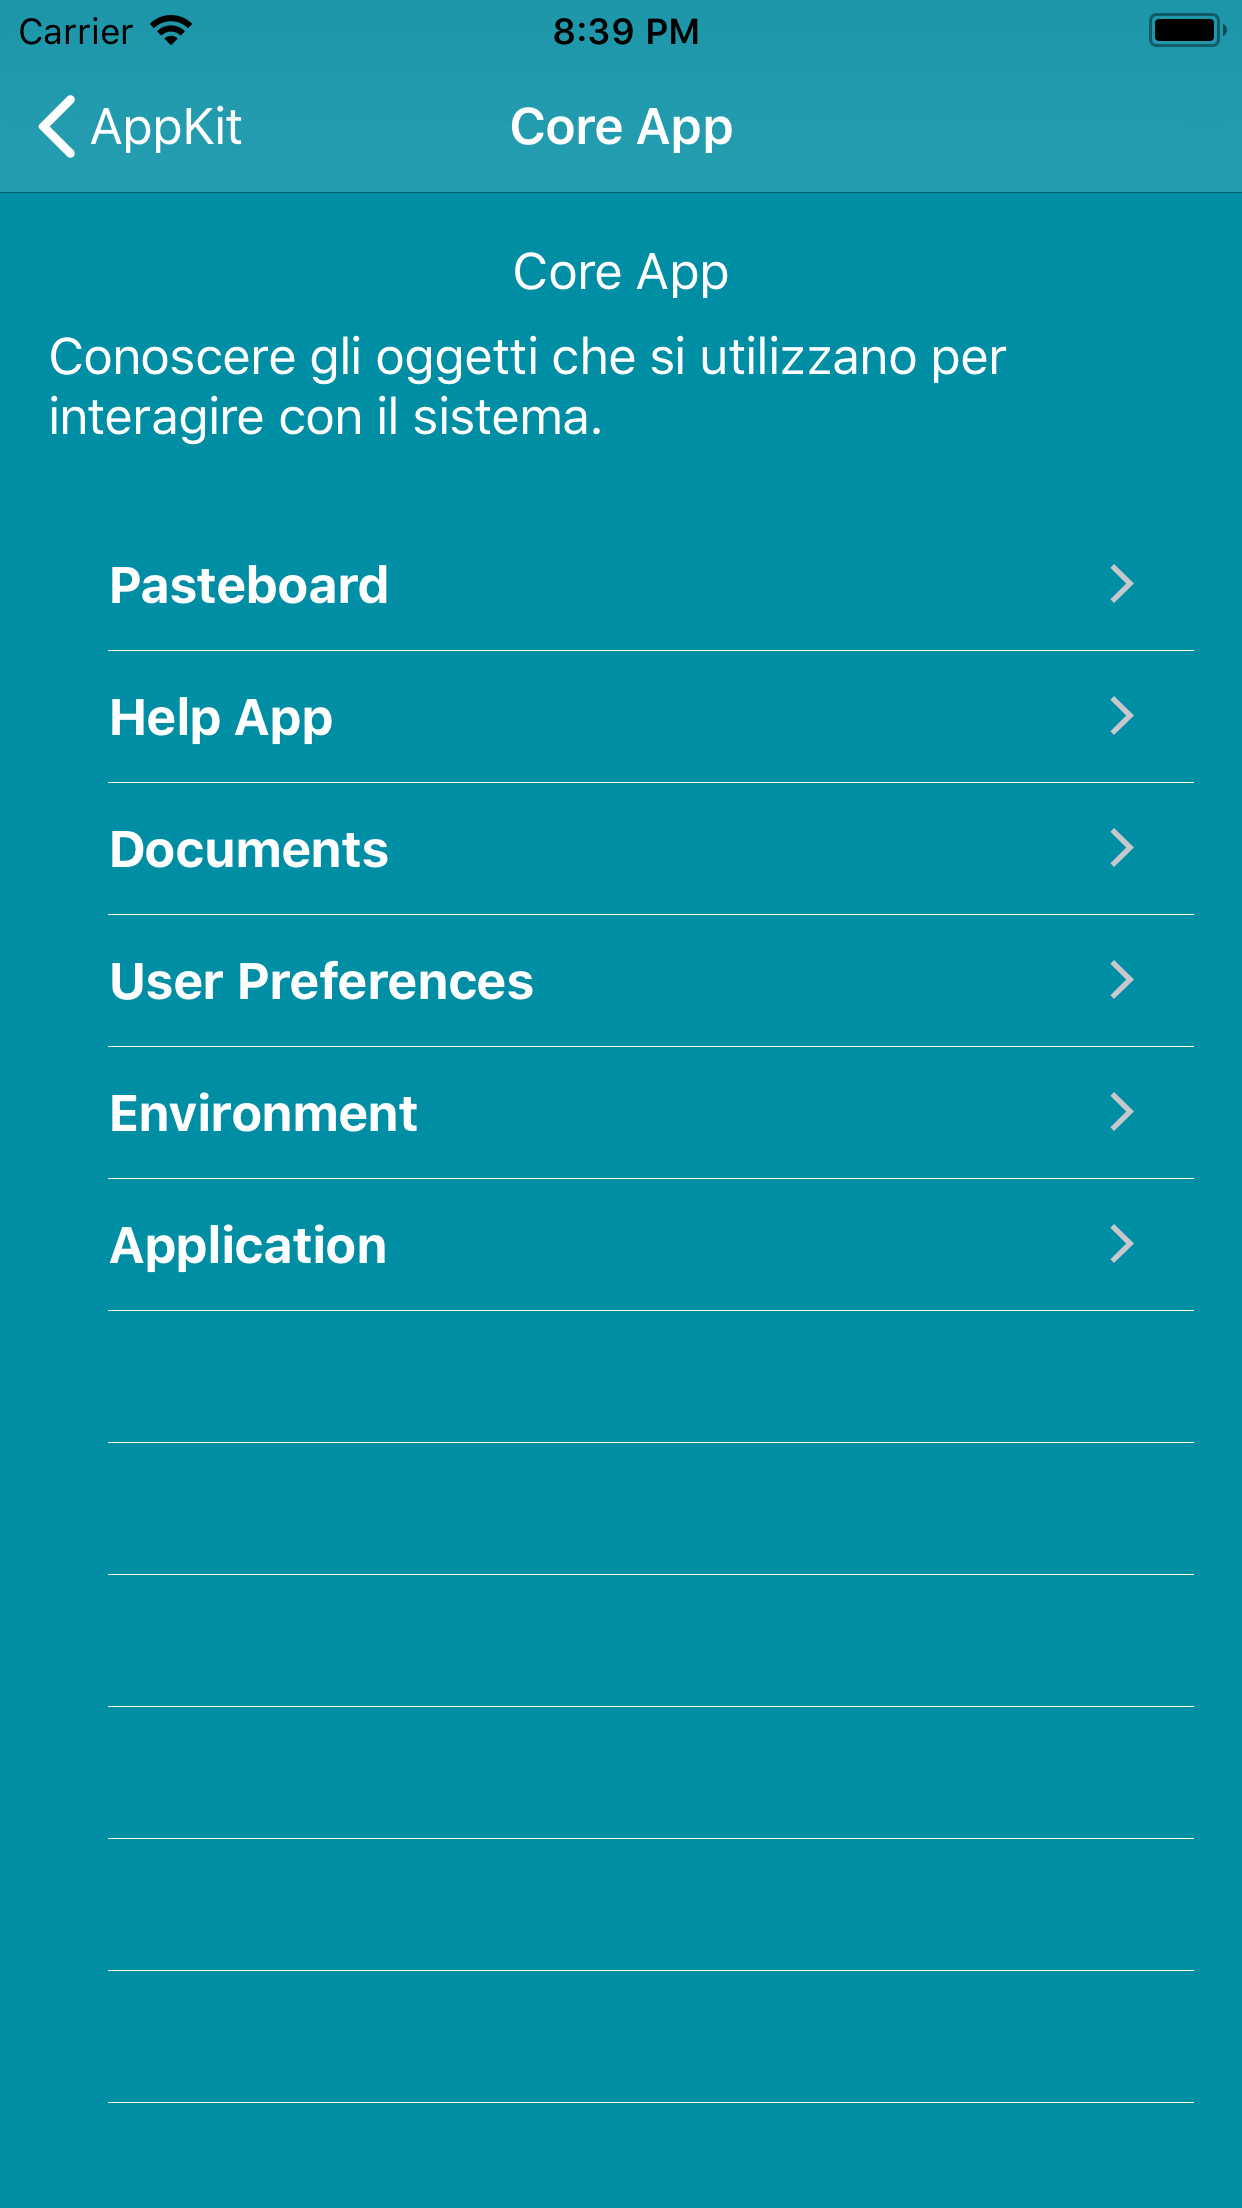 Carrier 8:39 PM
AppKit Core App
Core App
Conoscere gli oggetti che si utilizzano per
interagire con il sistema.
Pasteboard
Help App
Documents
User Preferences
Environment
Application